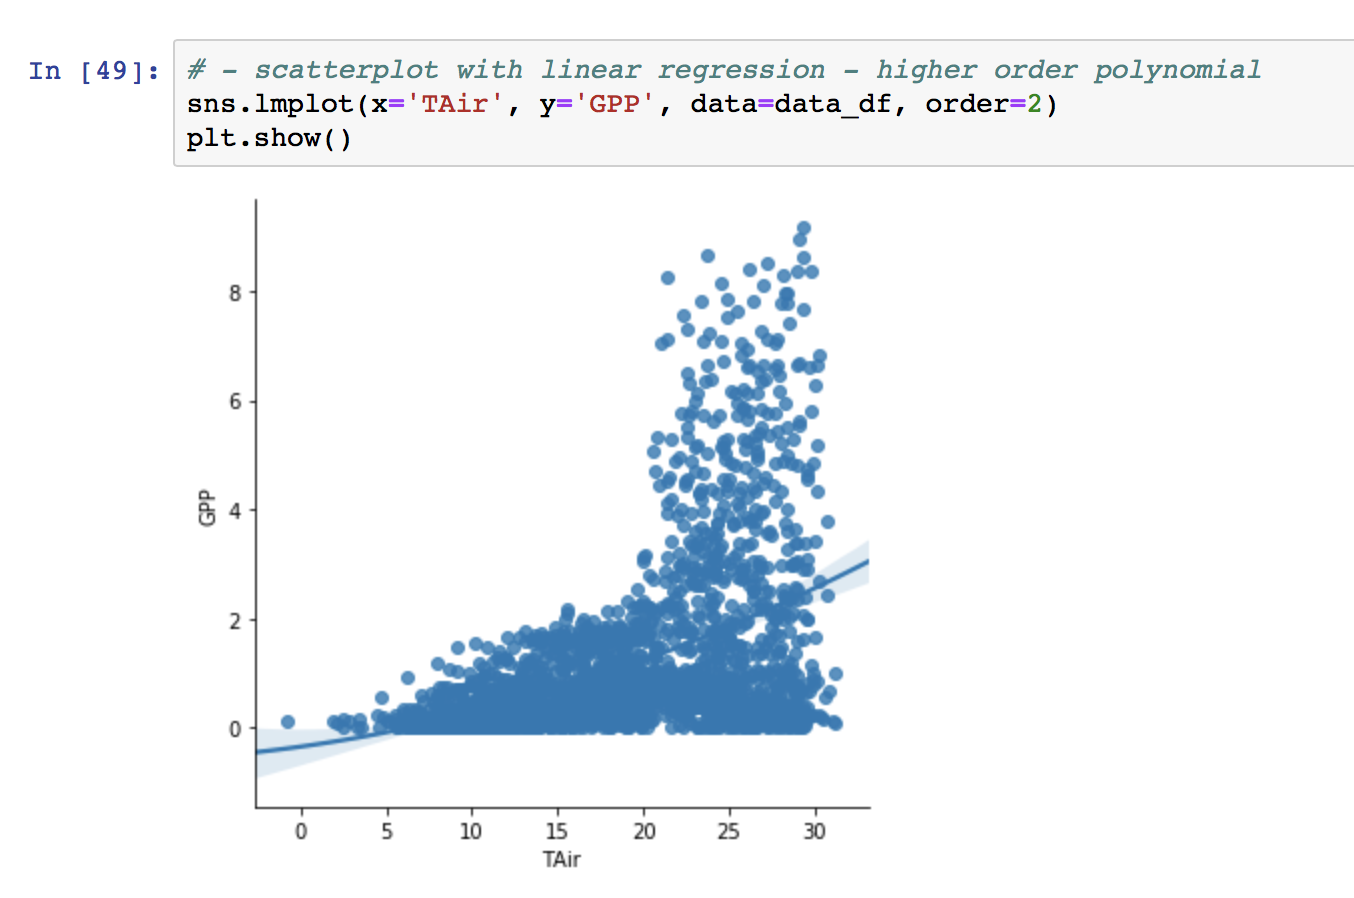 In [49]: # - scatterplot with linear regression - higher order polynomial
sns.lmplot(x='TAir', y='GPP', data=data_df, order=2)
plt.show()
8
6
4
2
0
GPP
0 5 10 15 20 25 30
TAir